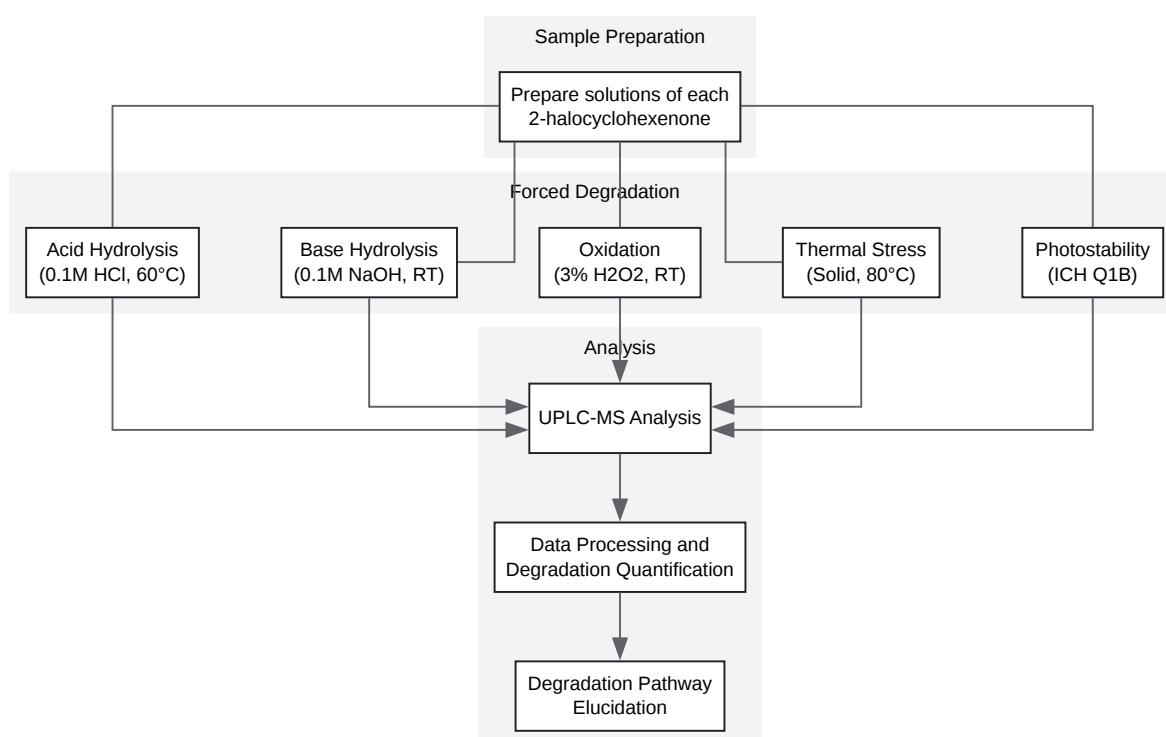 Sample Preparation
Prepare solutions of each
2-halocyclohexenone
Forced Degradation
Acid Hydrolysis
(0.1M HCl, 60°C)
Base Hydrolysis
(0.1M NaOH, RT)
Oxidation
(3% H2O2, RT)
Thermal Stress
(Solid, 80°C)
Photostability
(ICH Q1B)
Analysis
UPLC-MS Analysis
Data Processing and
Degradation Quantification
Degradation Pathway
Elucidation